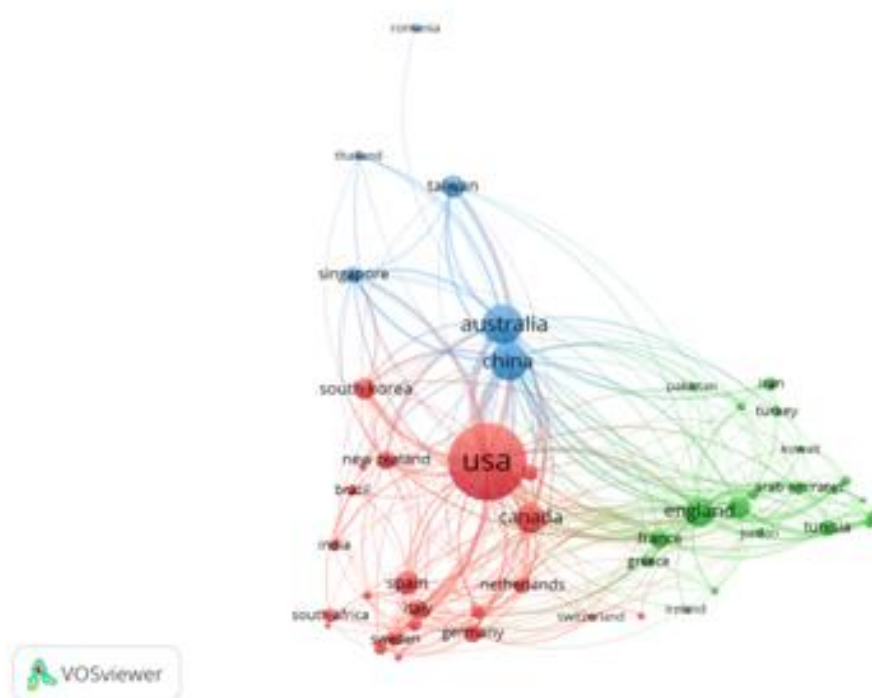 romania
thailand
taiwan
singapore
australia
china
south korea
pakistan
iran
turkey
usa
new zealand
kuwait
brazil
arab emirates
canada
england
tunisia
india
france
jordan
greece
spain
netherlands
italy
ireland
south africa
switzerland
germany
sweden
VOSviewer